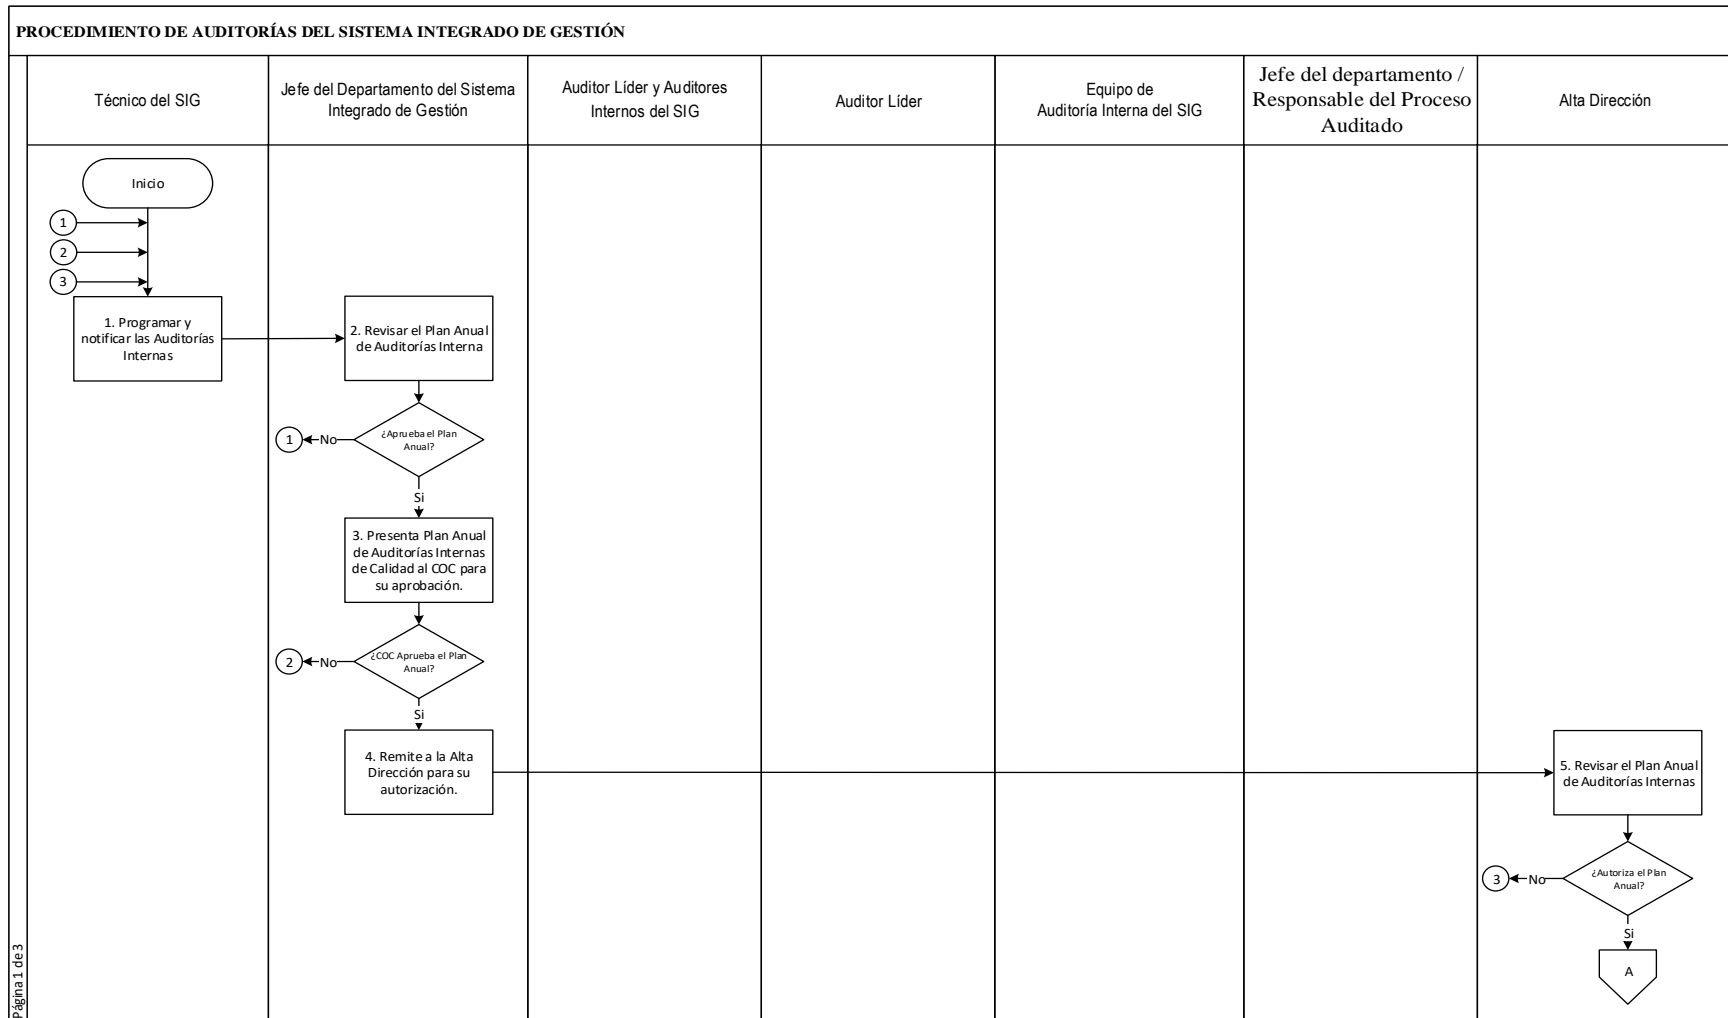 PROCEDIMIENTO DE AUDITORÍAS DEL SISTEMA INTEGRADO DE GESTIÓN
Técnico del SIG
Jefe del Departamento del Sistema
Integrado de Gestión
Auditor Líder y Auditores
Internos del SIG
Auditor Líder
Equipo de
Auditoría Interna del SIG
Jefe del departamento /
Responsable del Proceso
Auditado
Alta Dirección
Inicio
1
2
3
1. Programar y
notificar las Auditorías
Internas
2. Revisar el Plan Anual
de Auditorías Interna
¿Aprueba el Plan
Anual?
No
1
Si
3. Presenta Plan Anual
de Auditorías Internas
de Calidad al COC para
su aprobación.
¿COC Aprueba el Plan
Anual?
No
2
Si
4. Remite a la Alta
Dirección para su
autorización.
5. Revisar el Plan Anual
de Auditorías Internas
¿Autoriza el Plan
Anual?
No
3
Si
A
Página 1 de 3